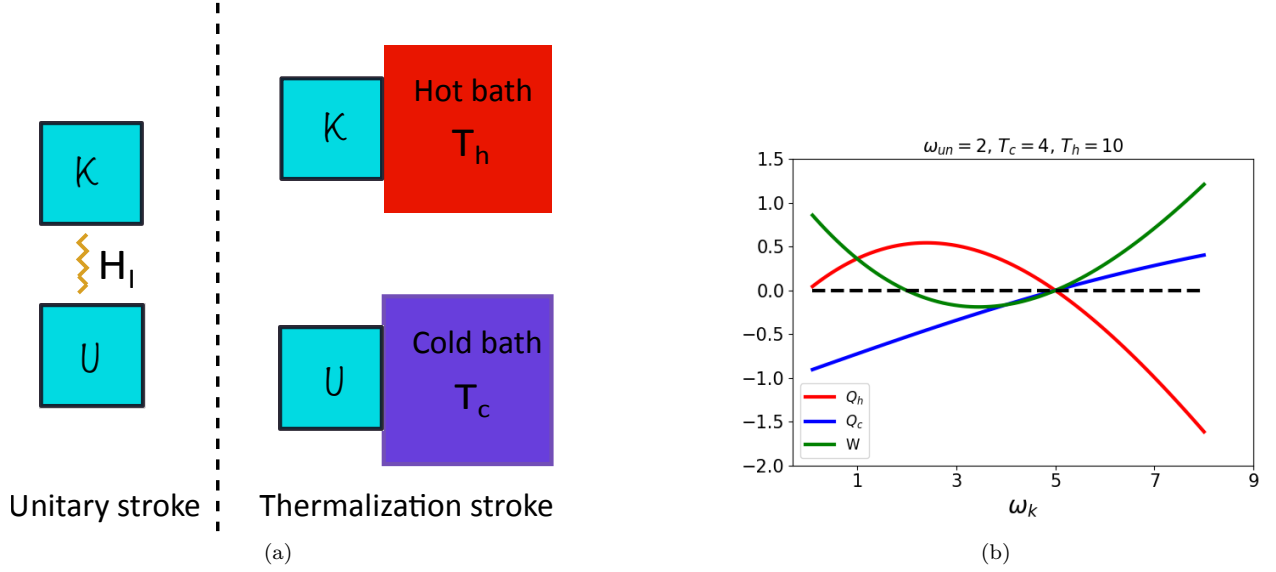 K
H_I
U
Unitary stroke
K
Hot bath
T_h
U
Cold bath
T_c
Thermalization stroke
(a)
ω_{un} = 2, T_c = 4, T_h = 10
1.5
1.0
0.5
0.0
−0.5
−1.0
−1.5
−2.0
Q_h
Q_c
W
1 3 5 7 9
ω_k
(b)